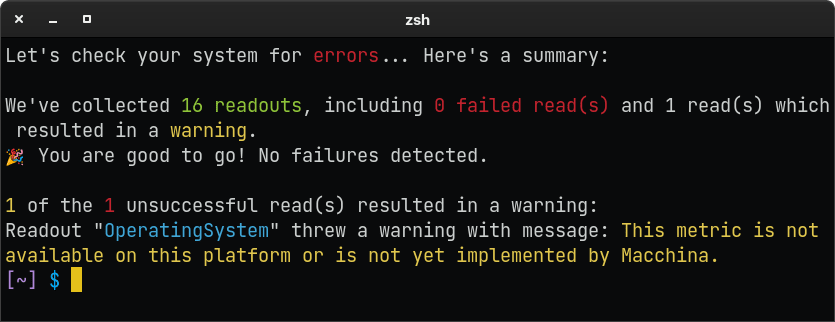 zsh
Let's check your system for errors... Here's a summary:
We've collected 16 readouts, including 0 failed read(s) and 1 read(s) which
resulted in a warning.
🎉 You are good to go! No failures detected.
1 of the 1 unsuccessful read(s) resulted in a warning:
Readout "OperatingSystem" threw a warning with message: This metric is not
available on this platform or is not yet implemented by Macchina.
[~] $